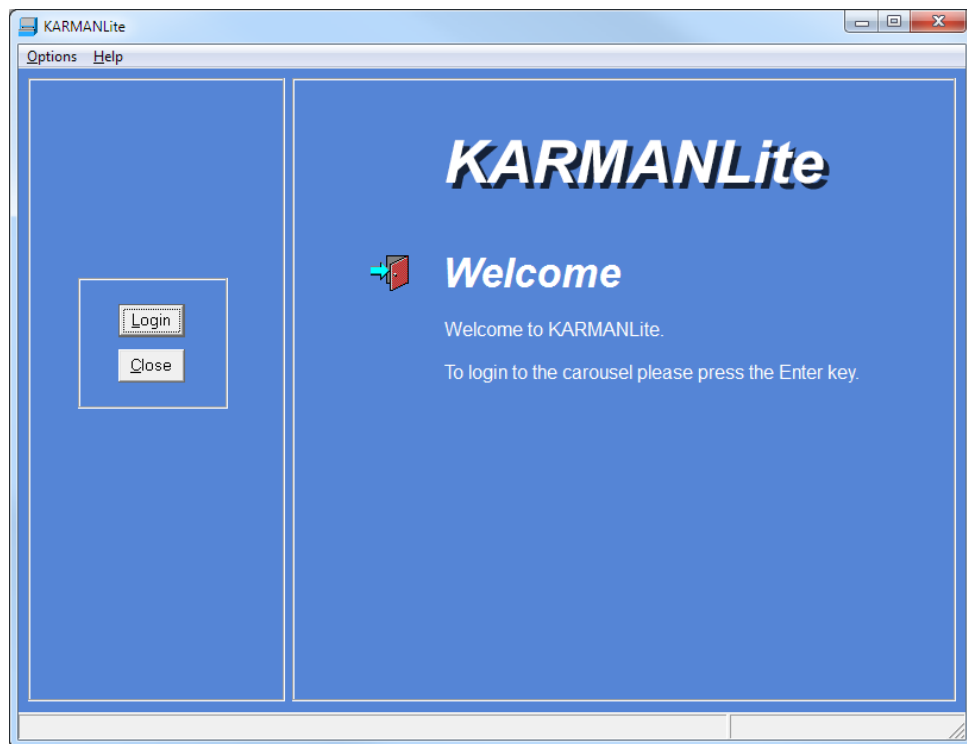 KARMANLite
Options Help
KARMANLite
Welcome
Login
Welcome to KARMANLite.
Close
To login to the carousel please press the Enter key.